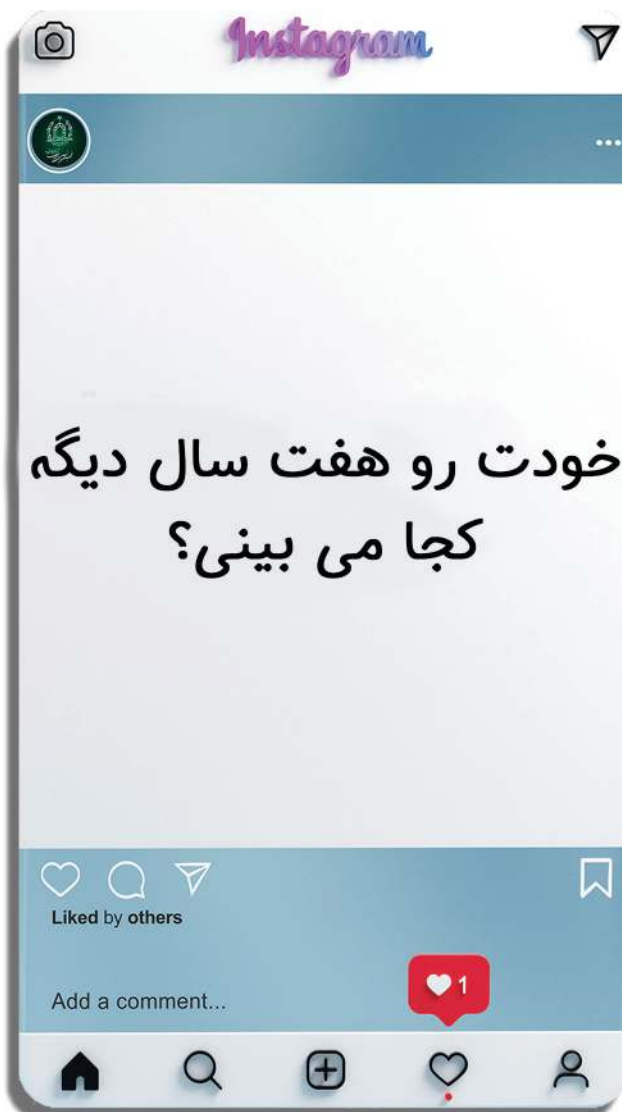 Instagram
خودت رو هفت سال دیگه
کجا می بینی؟
Liked by others
1
Add a comment...